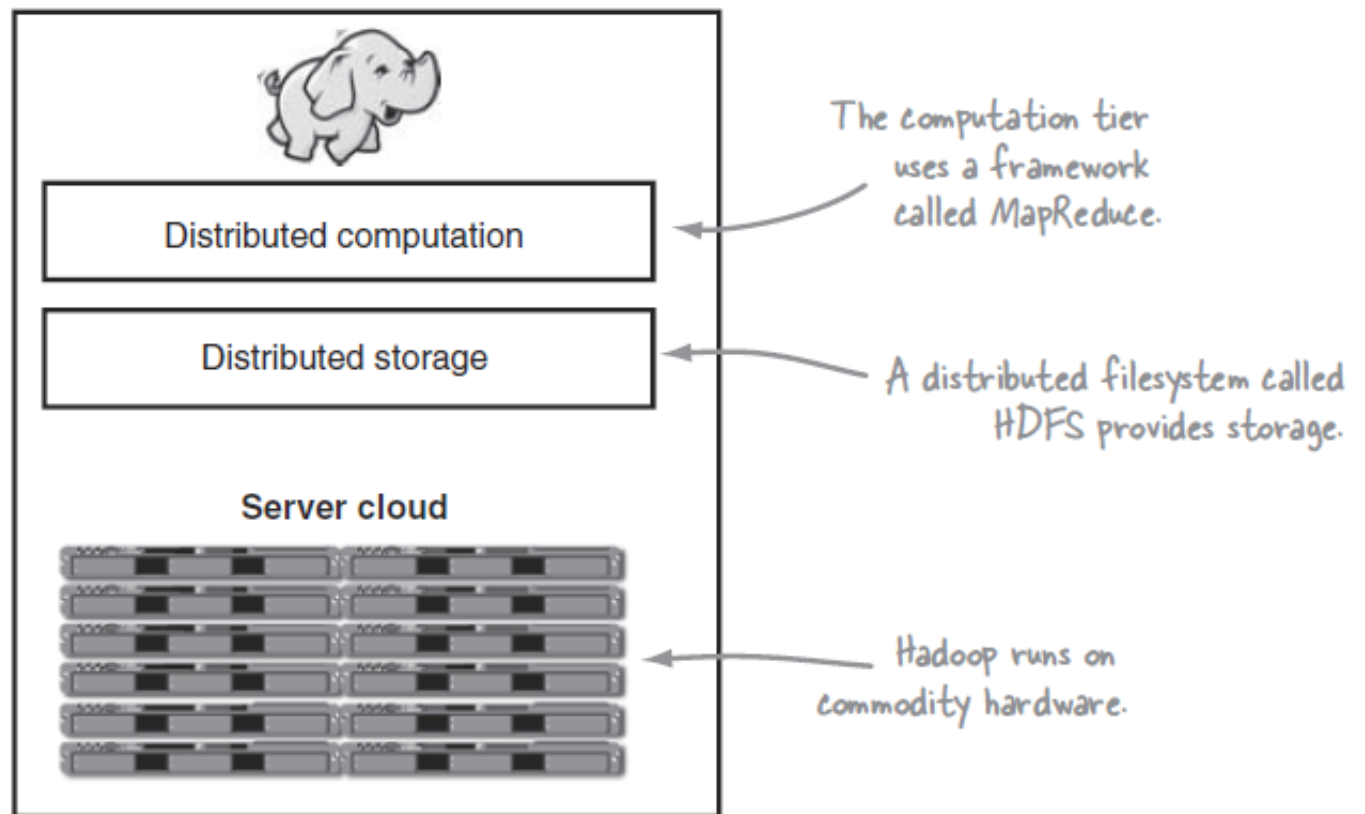 The computation tier
uses a framework
called MapReduce.
Distributed computation
Distributed storage
A distributed filesystem called
HDFS provides storage.
Server cloud
Hadoop runs on
commodity hardware.